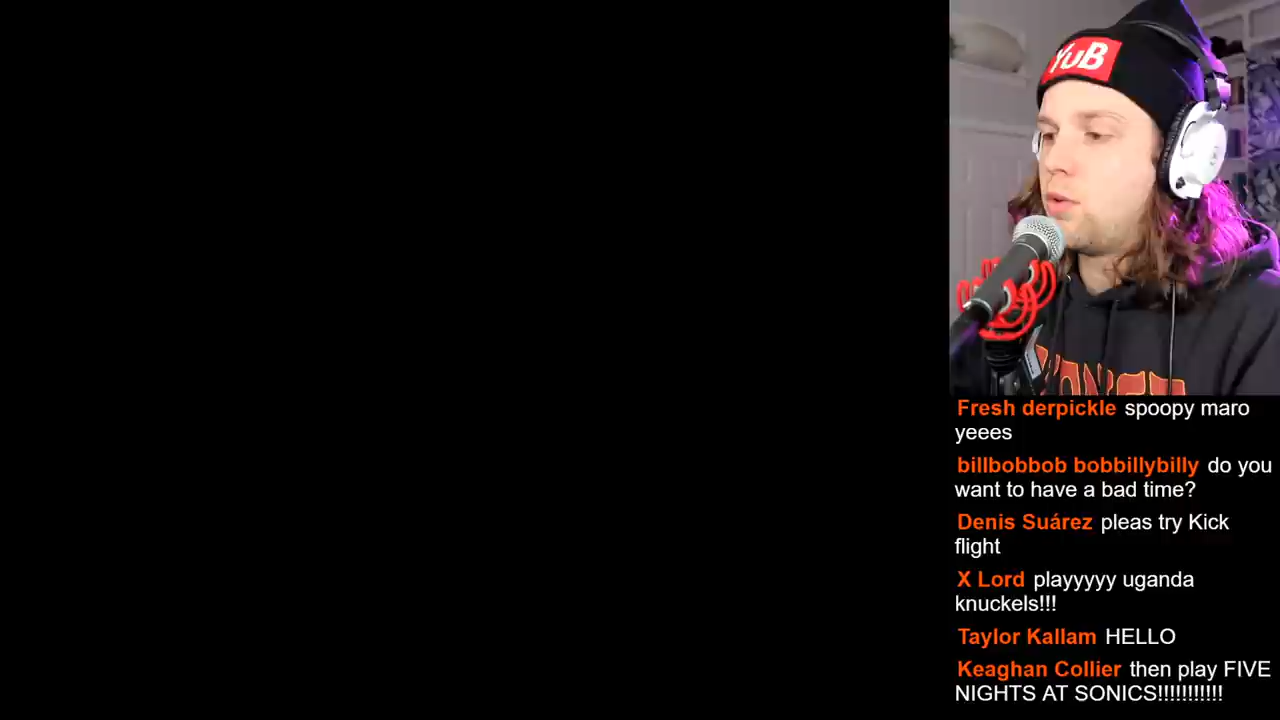 YuB
Fresh derpickle spoopy maro
yeees
billbobbob bobbillybilly do you
want to have a bad time?
Denis Suárez pleas try Kick
flight
X Lord playyyyy uganda
knuckels!!!
Taylor Kallam HELLO
Keaghan Collier then play FIVE
NIGHTS AT SONICS!!!!!!!!!!!